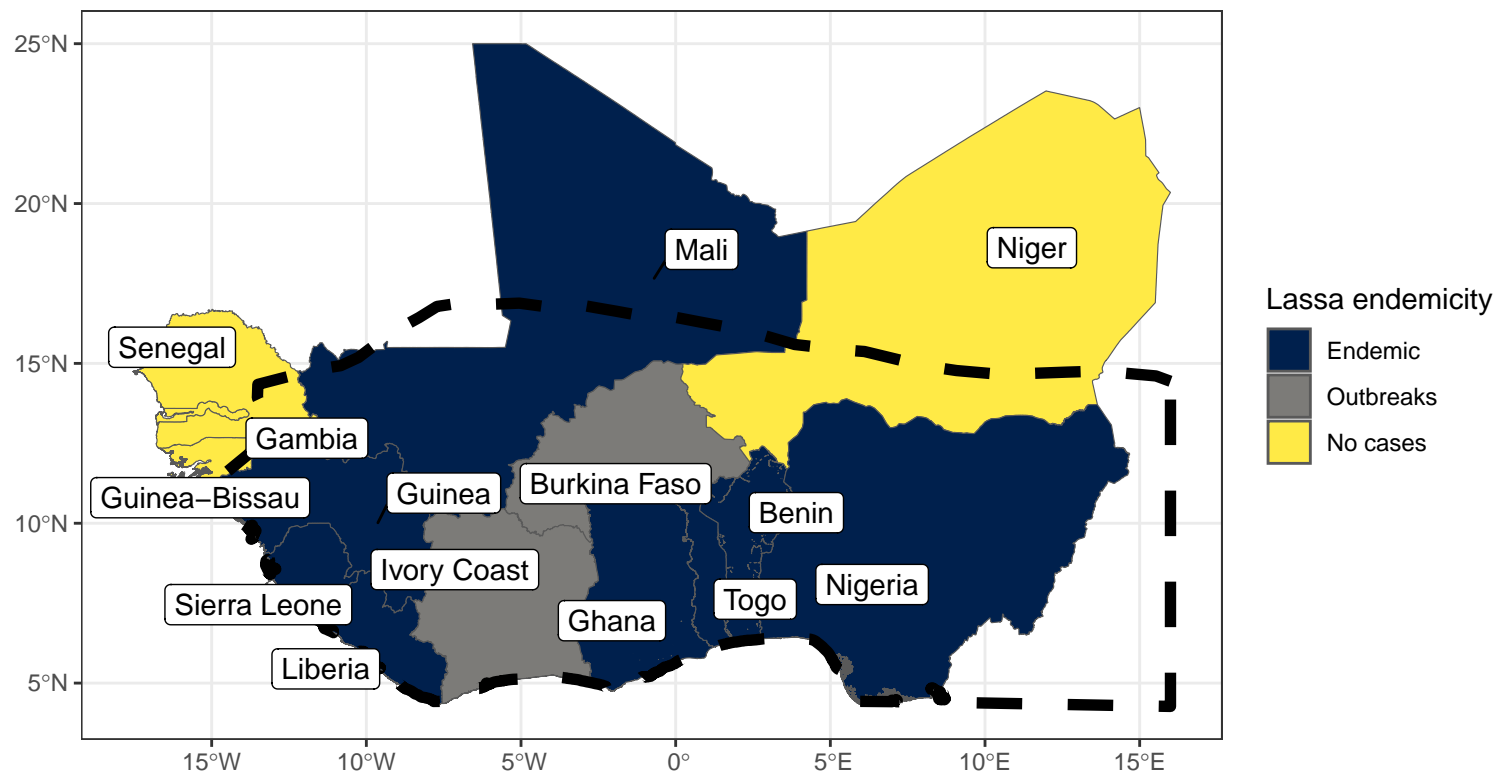 25°N
20°N
15°N
10°N
5°N
Mali
Niger
Senegal
Gambia
Guinea−Bissau
Guinea
Burkina Faso
Benin
Ivory Coast
Nigeria
Sierra Leone
Togo
Ghana
Liberia
15°W
10°W
5°W
0°
5°E
10°E
15°E
Lassa endemicity
Endemic
Outbreaks
No cases